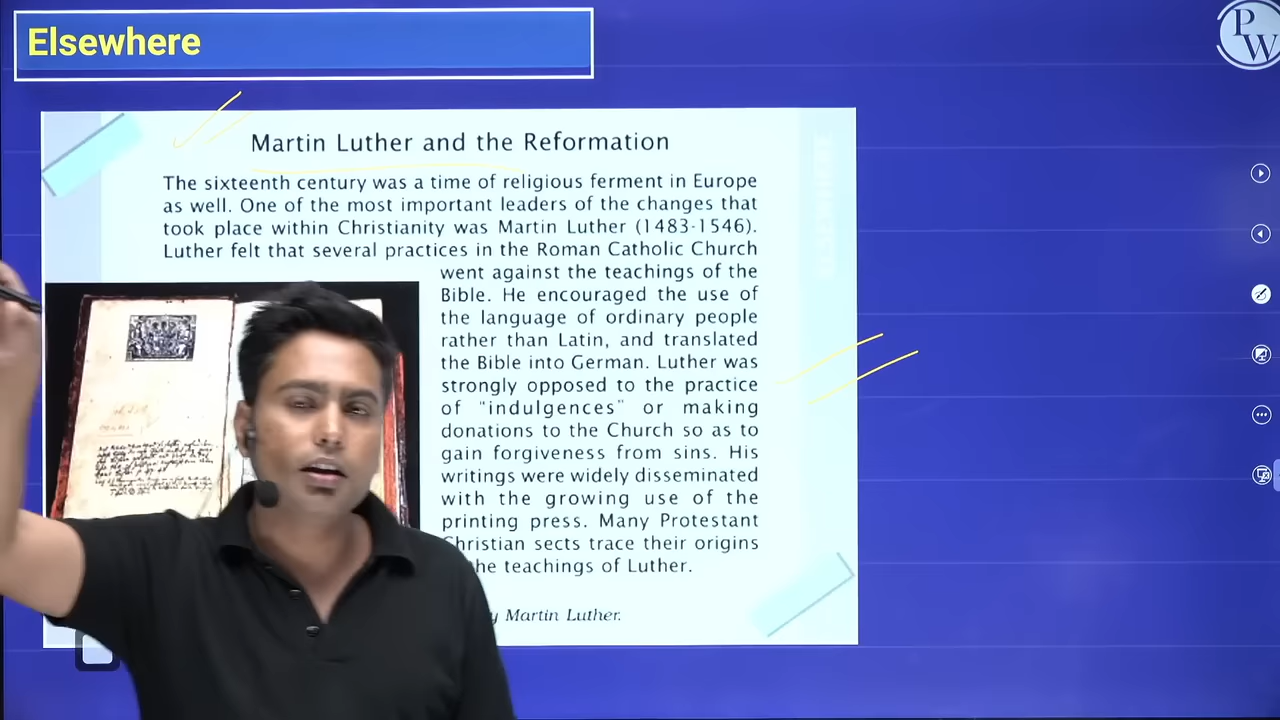 Elsewhere
PW
Martin Luther and the Reformation
The sixteenth century was a time of religious ferment in Europe
as well. One of the most important leaders of the changes that
took place within Christianity was Martin Luther (1483-1546).
Luther felt that several practices in the Roman Catholic Church
went against the teachings of the
Bible. He encouraged the use of
the language of ordinary people
rather than Latin, and translated
the Bible into German. Luther was
strongly opposed to the practice
of "indulgences" or making
donations to the Church so as to
gain forgiveness from sins. His
writings were widely disseminated
with the growing use of the
printing press. Many Protestant
Christian sects trace their origins
teachings of Luther.
Martin Luther.